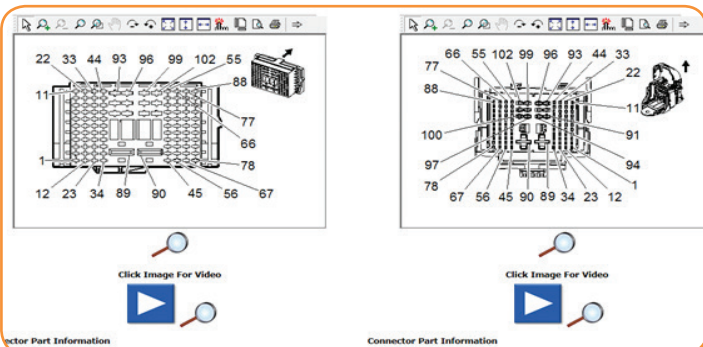 22 33 44 93 96 99 102 55
11 88
77
66
1 78
12 23 34 89 90 45 56 67
Click Image For Video
ector Part Information
66 55 102 99 96 93 44 33
77 22
88 11
100 91
97 94
78 1
67 56 45 90 89 34 23 12
Click Image For Video
Connector Part Information